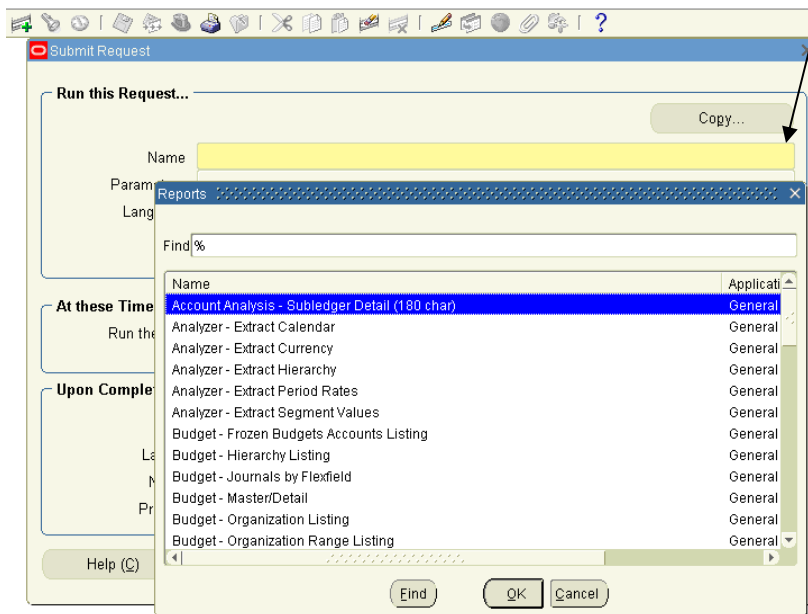 Submit Request
Run this Request...
Copy...
Name
Param
Lang
Reports
Find %
Name Applicati
Account Analysis - Subledger Detail (180 char) General
Analyzer - Extract Calendar General
Analyzer - Extract Currency General
Analyzer - Extract Hierarchy General
Analyzer - Extract Period Rates General
Analyzer - Extract Segment Values General
Budget - Frozen Budgets Accounts Listing General
Budget - Hierarchy Listing General
Budget - Journals by Flexfield General
Budget - Master/Detail General
Budget - Organization Listing General
Budget - Organization Range Listing General
At these Time
Run the
Upon Complet
La
N
Pr
Help (C)
Find
OK
Cancel